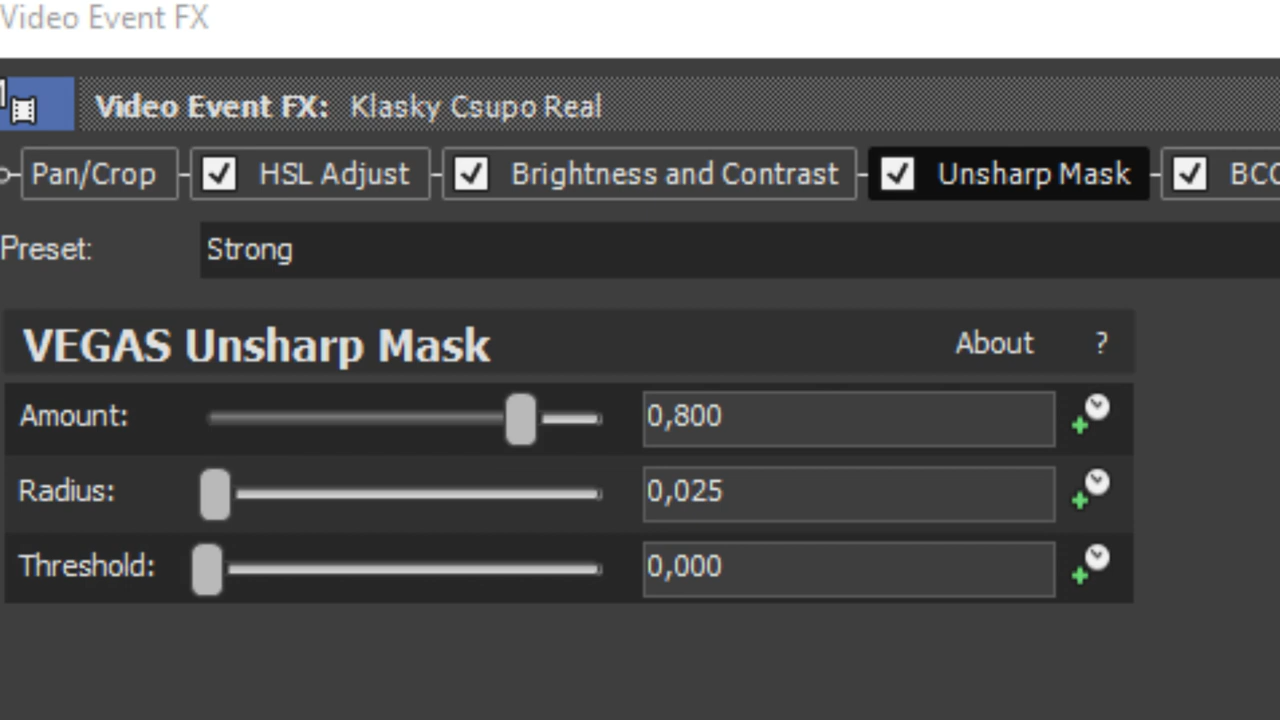 Video Event FX
Video Event FX: Klasky Csupo Real
Pan/Crop HSL Adjust Brightness and Contrast Unsharp Mask BCC
Preset: Strong
VEGAS Unsharp Mask About ?
Amount: 0,800
Radius: 0,025
Threshold: 0,000